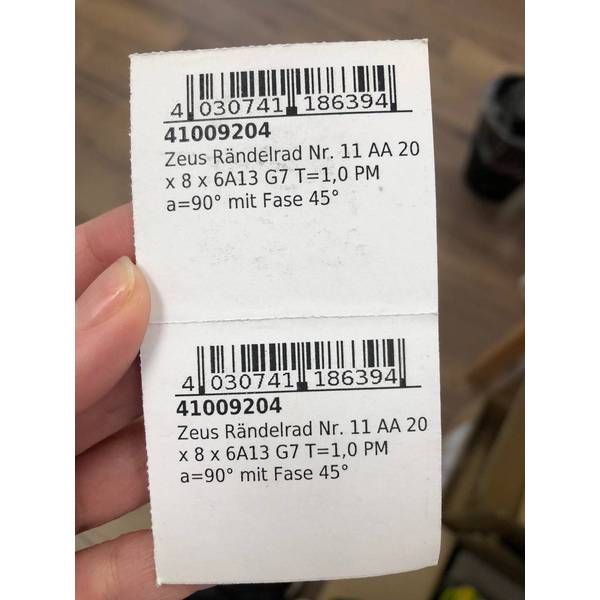 4 030741 186394
41009204
Zeus Rändelrad Nr. 11 AA 20
x 8 x 6A13 G7 T=1,0 PM
a=90° mit Fase 45°
4 030741 186394
41009204
Zeus Rändelrad Nr. 11 AA 20
x 8 x 6A13 G7 T=1,0 PM
a=90° mit Fase 45°